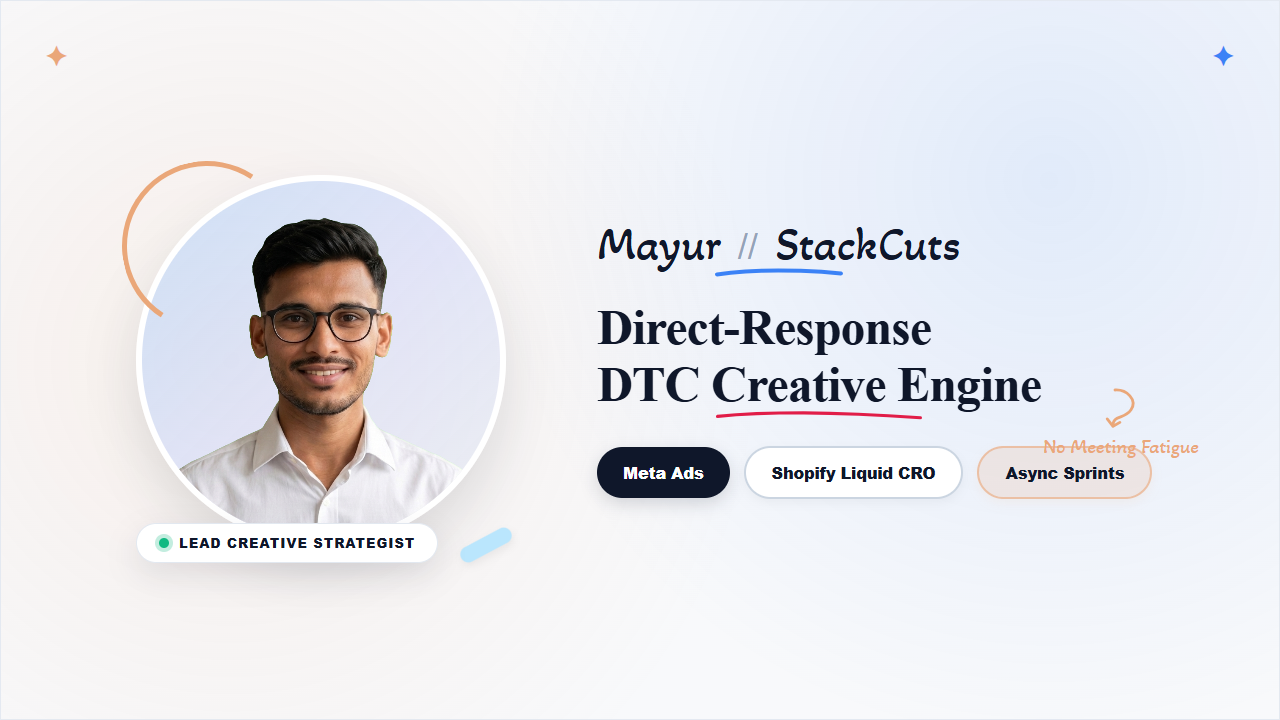 Mayur // StackCuts
Direct-Response
DTC Creative Engine
No Meeting Fatigue
Meta Ads
Shopify Liquid CRO
Async Sprints
LEAD CREATIVE STRATEGIST